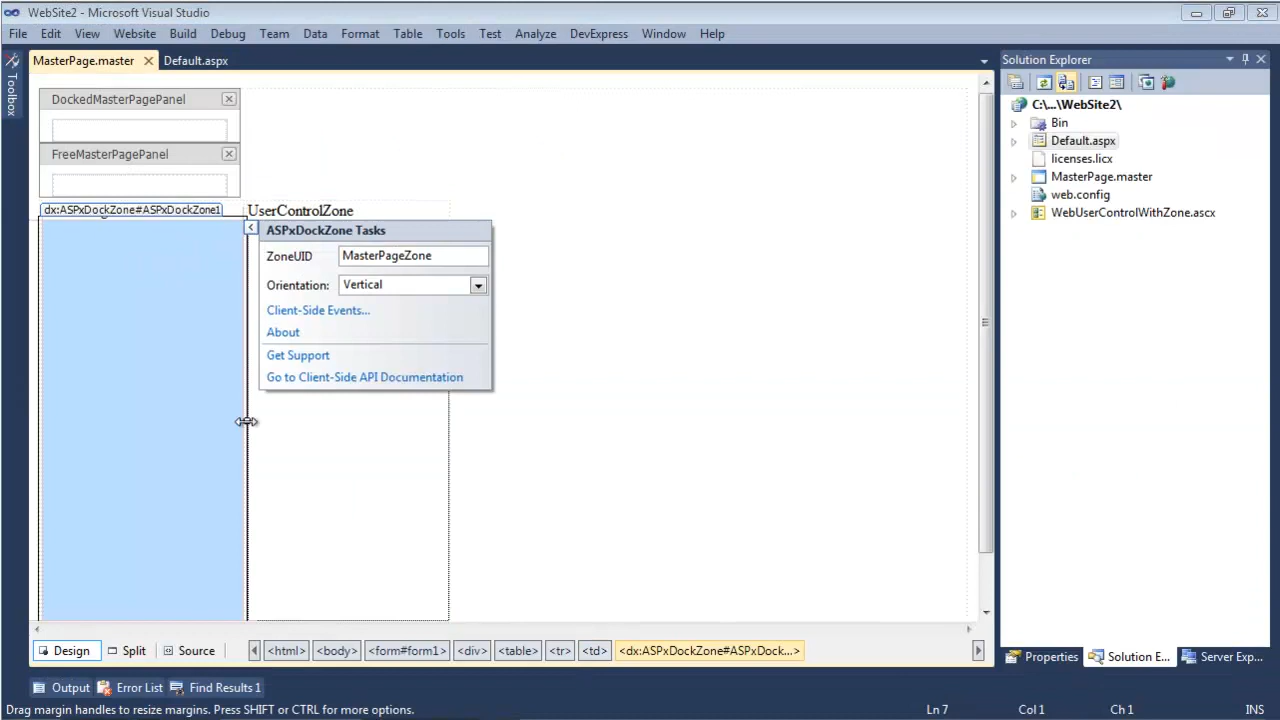 WebSite2 - Microsoft Visual Studio
File Edit View Website Build Debug Team Data Format Table Tools Test Analyze DevExpress Window Help
MasterPage.master Default.aspx
Solution Explorer
Toolbox
DockedMasterPagePanel
FreeMasterPagePanel
dx:ASPxDockZone#ASPxDockZone1
UserControlZone
ASPxDockZone Tasks
ZoneUID MasterPageZone
Orientation: Vertical
Client-Side Events...
About
Get Support
Go to Client-Side API Documentation
C:\...\WebSite2\
Bin
Default.aspx
licenses.licx
MasterPage.master
web.config
WebUserControlWithZone.ascx
Design Split Source <html> <body> <form#form1> <div> <table> <tr> <td> <dx:ASPxDockZone#ASPxDock...>
Properties Solution E... Server Exp...
Output Error List Find Results 1
Drag margin handles to resize margins. Press SHIFT or CTRL for more options. Ln 7 Col 1 Ch 1 INS